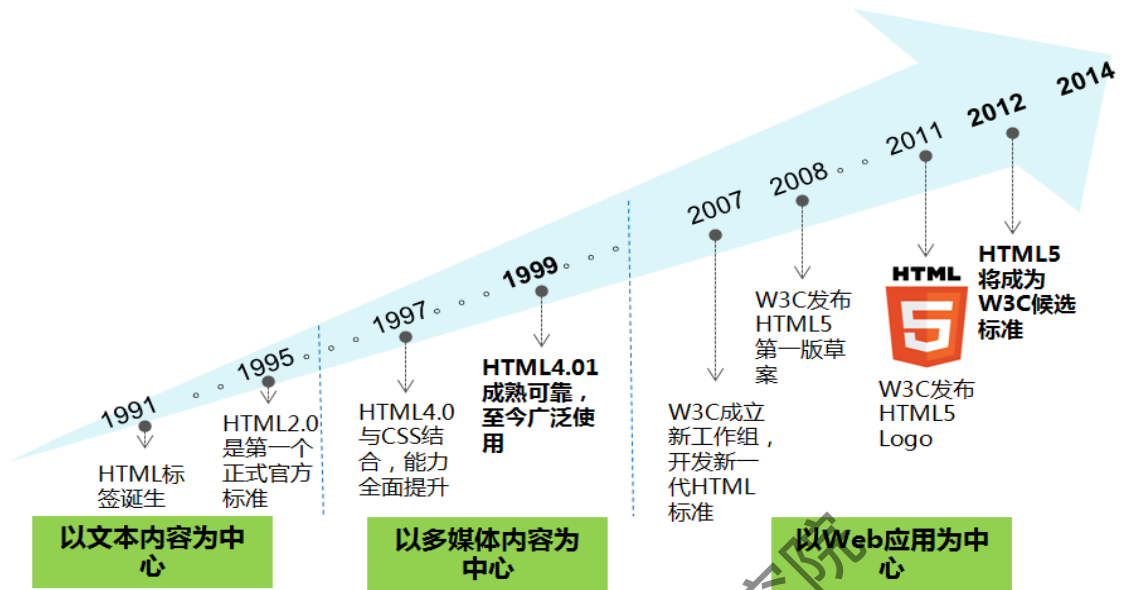 1991
HTML标
签诞生
1995
HTML2.0
是第一个
正式官方
标准
1997
HTML4.0
与CSS结
合，能力
全面提升
1999
HTML4.01
成熟可靠，
至今广泛使
用
2007
W3C成立
新工作组，
开发新一
代HTML
标准
2008
W3C发布
HTML5
第一版草
案
2011
HTML
5
W3C发布
HTML5
Logo
2012
HTML5
将成为
W3C候选
标准
2014
以文本内容为中
心
以多媒体内容为
中心
以Web应用为中
心
院